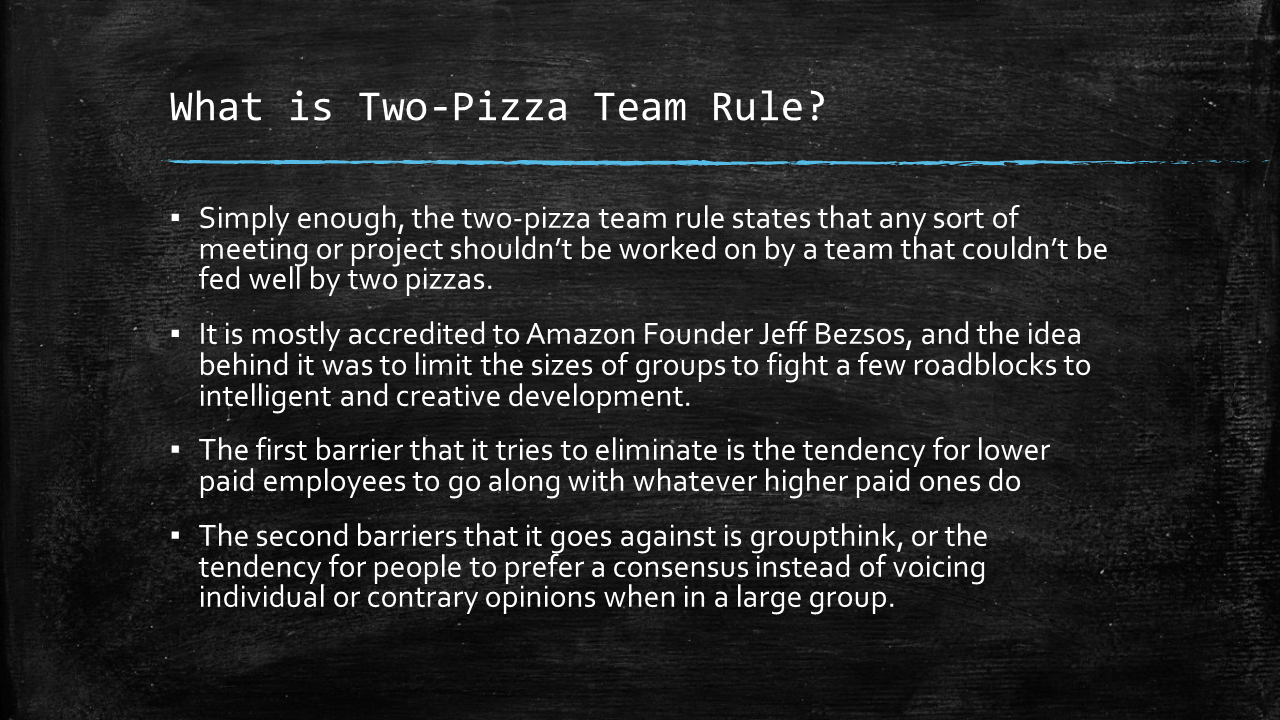 What is Two-Pizza Team Rule?
▪ Simply enough, the two-pizza team rule states that any sort of
meeting or project shouldn’t be worked on by a team that couldn’t be
fed well by two pizzas.
▪ It is mostly accredited to Amazon Founder Jeff Bezsos, and the idea
behind it was to limit the sizes of groups to fight a few roadblocks to
intelligent and creative development.
▪ The first barrier that it tries to eliminate is the tendency for lower
paid employees to go along with whatever higher paid ones do
▪ The second barriers that it goes against is groupthink, or the
tendency for people to prefer a consensus instead of voicing
individual or contrary opinions when in a large group.